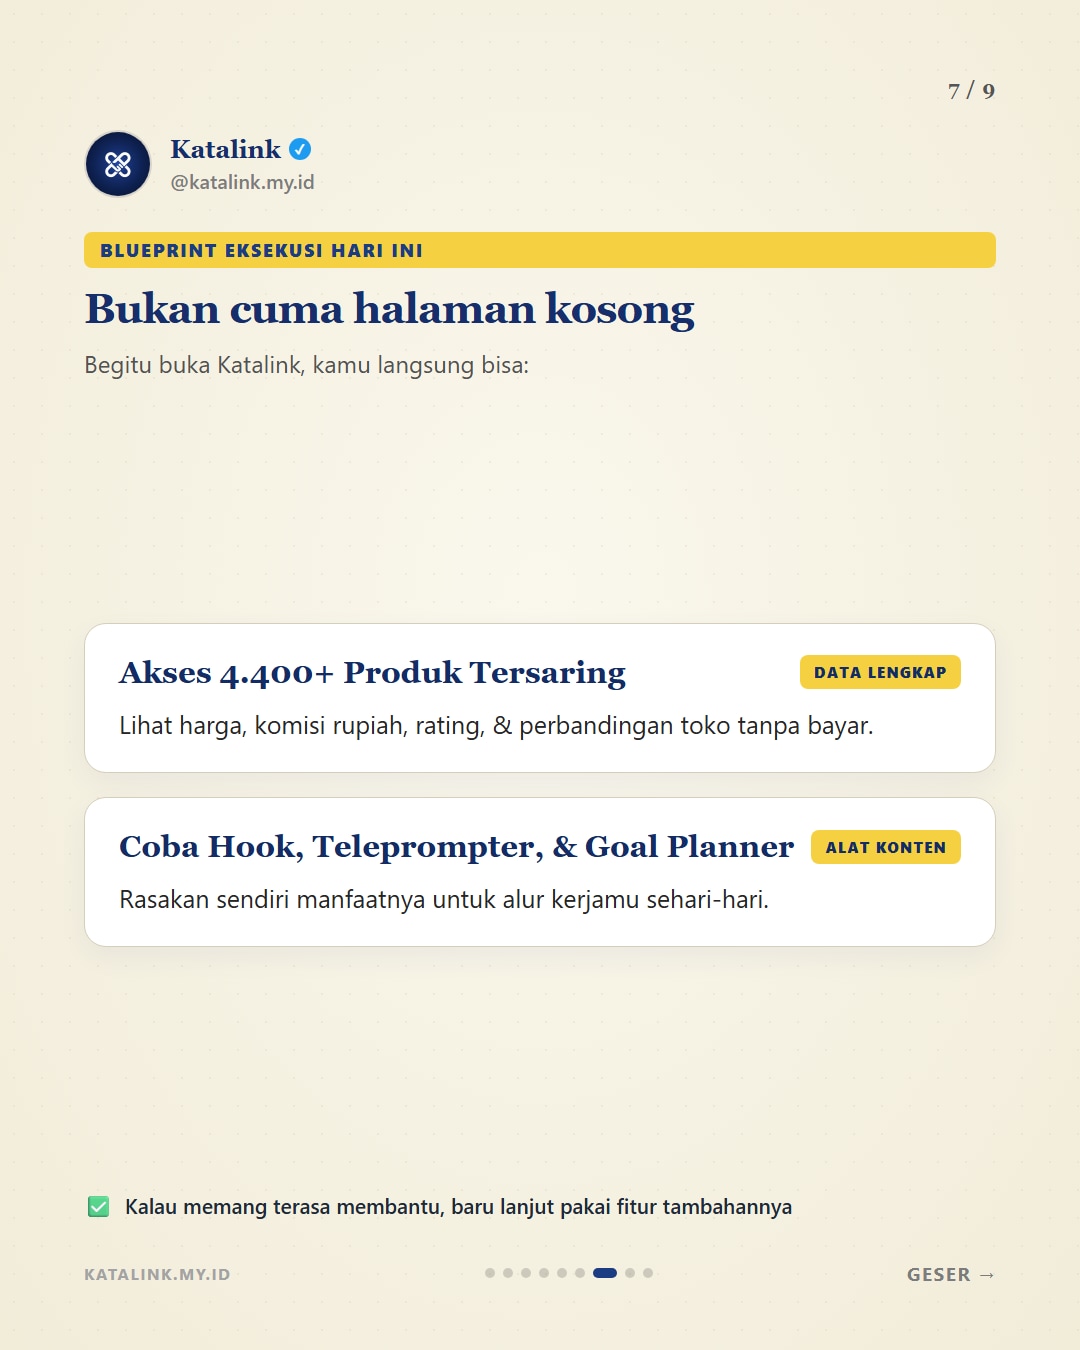 7 / 9
Katalink
@katalink.my.id
BLUEPRINT EKSEKUSI HARI INI
Bukan cuma halaman kosong
Begitu buka Katalink, kamu langsung bisa:
Akses 4.400+ Produk Tersaring
DATA LENGKAP
Lihat harga, komisi rupiah, rating, & perbandingan toko tanpa bayar.
Coba Hook, Teleprompter, & Goal Planner
ALAT KONTEN
Rasakan sendiri manfaatnya untuk alur kerjamu sehari-hari.
✅ Kalau memang terasa membantu, baru lanjut pakai fitur tambahannya
KATALINK.MY.ID
GESER →